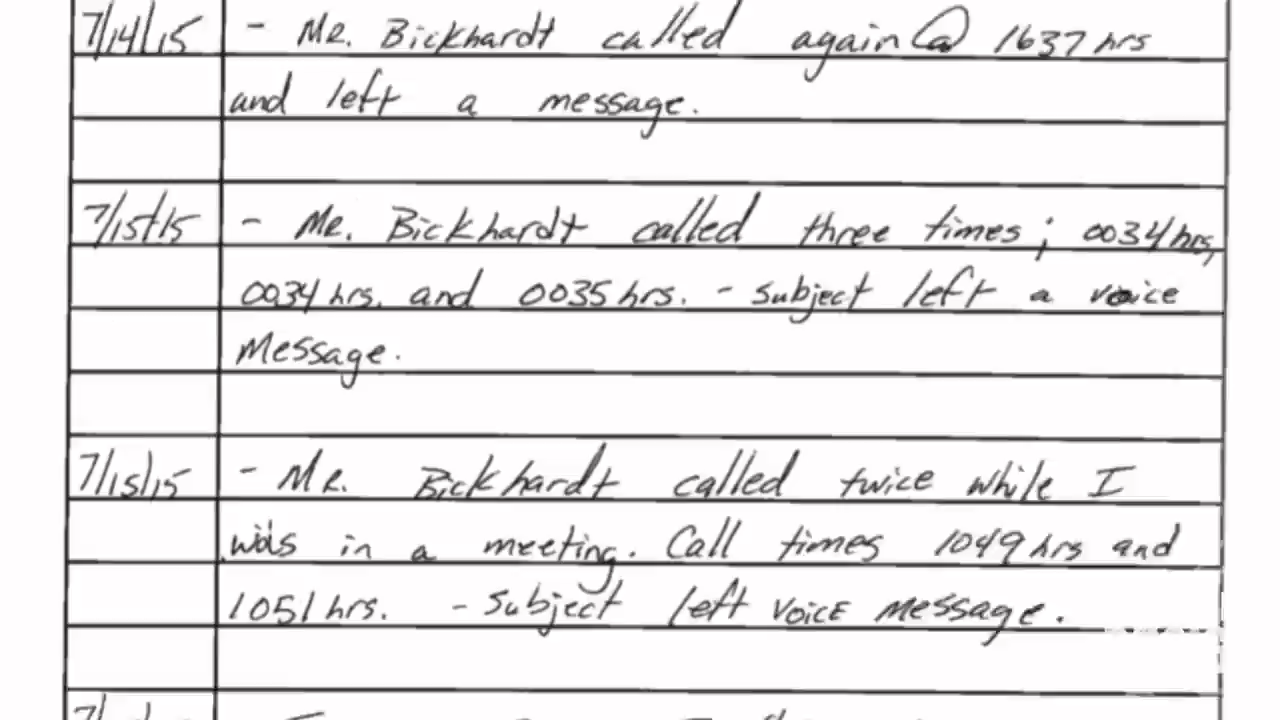 7/14/15 - Mr. Bickhardt called again @ 1637 hrs
and left a message.
7/15/15 - Mr. Bickhardt called three times; 0034 hrs,
0034 hrs. and 0035 hrs. - Subject left a voice
Message.
7/15/15 - Mr. Bickhardt called twice while I
was in a meeting. Call times 1049 hrs and
1051 hrs. - Subject left voice message.